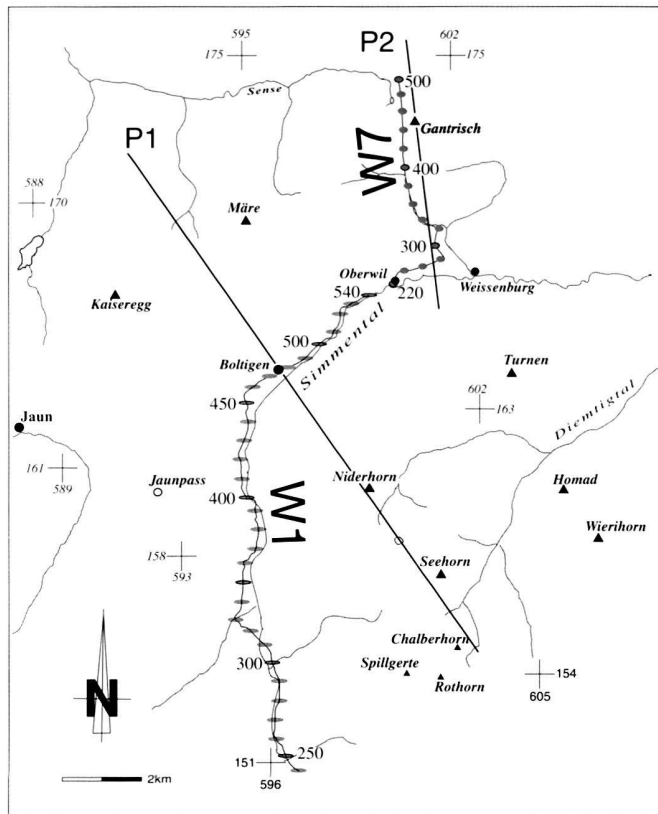 595
175
P2
602
175
500
Sense
Gantrisch
P1
W7
400
588
170
Märe
300
Oberwil
Weissenburg
Kaiseregg
540
220
500
Simmental
Boltigen
Turnen
450
602
163
Diemtigtal
Jaun
161
589
Jaunpass
Niderhorn
Homad
400
W1
Wierihorn
158
593
Seehorn
Chalberhorn
300
Spillgerte
Rothorn
154
605
N
250
151
596
2km